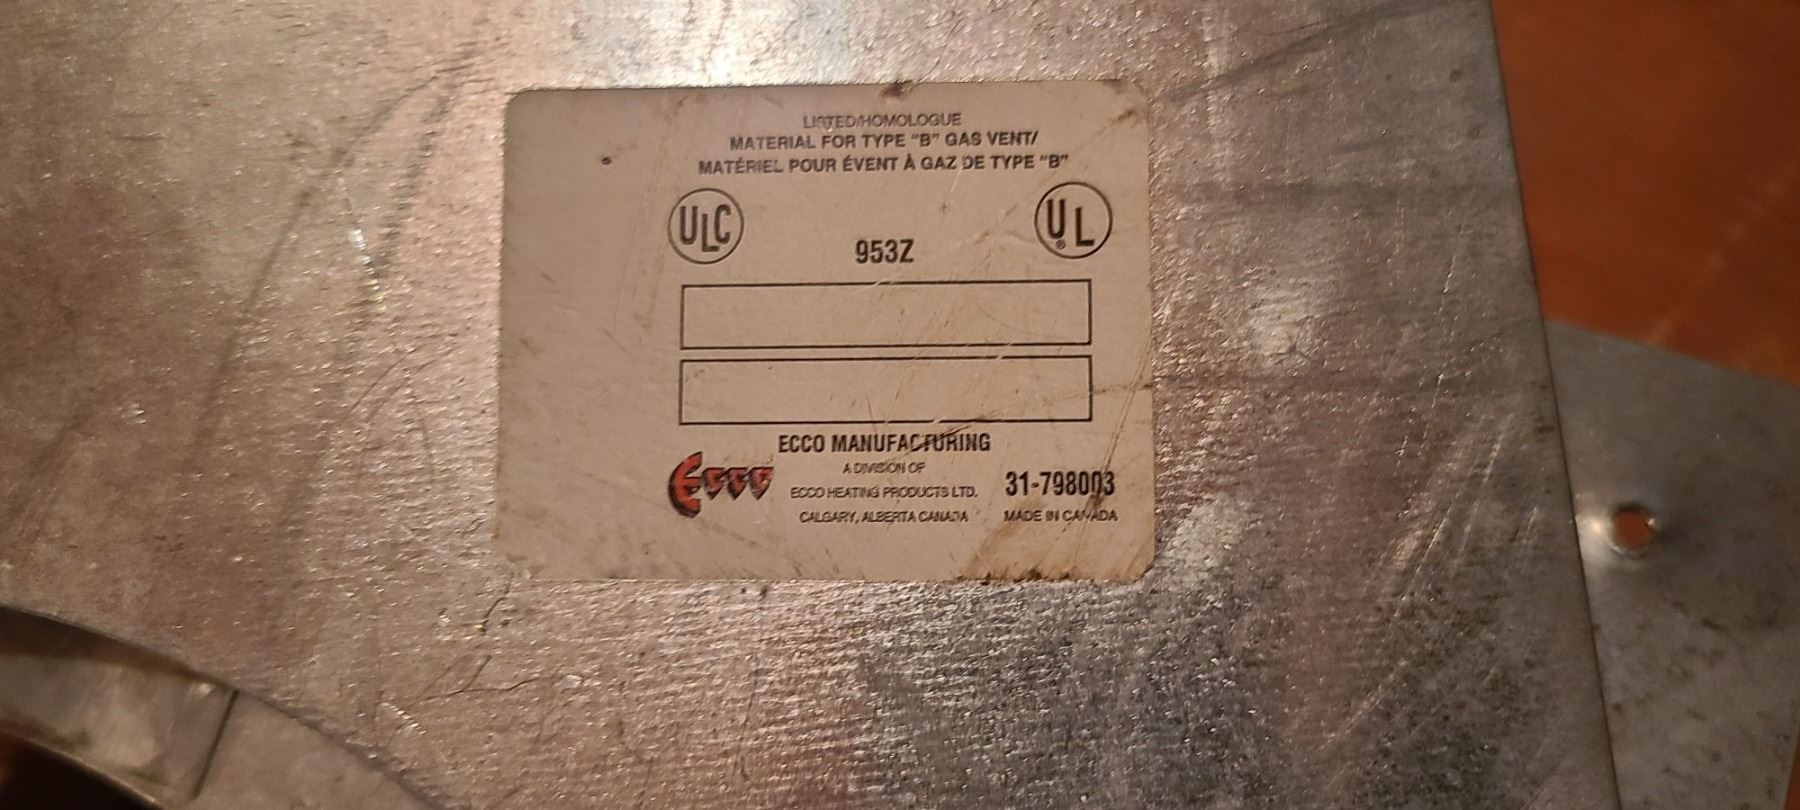 LISTED/HOMOLOGUE
MATERIAL FOR TYPE "B" GAS VENT/
MATÉRIEL POUR ÉVENT À GAZ DE TYPE "B"
ULC
UL®
953Z
ECCO MANUFACTURING
A DIVISION OF
Ecco
ECCO HEATING PRODUCTS LTD.
31-798003
CALGARY, ALBERTA CANADA
MADE IN CANADA